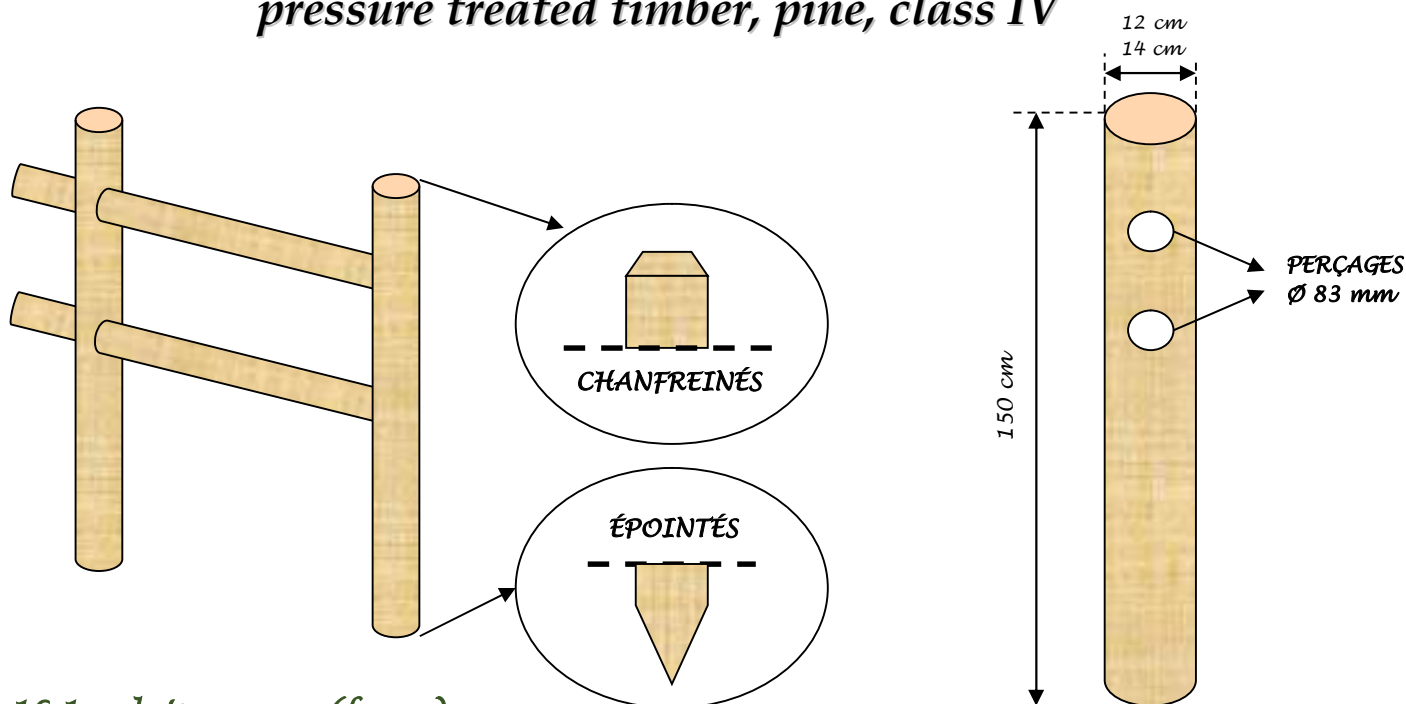 pressure treated timber, pine, class IV
12 cm
14 cm
PERÇAGES
Ø 83 mm
150 cm
CHANFREINÉS
ÉPOINTÉS